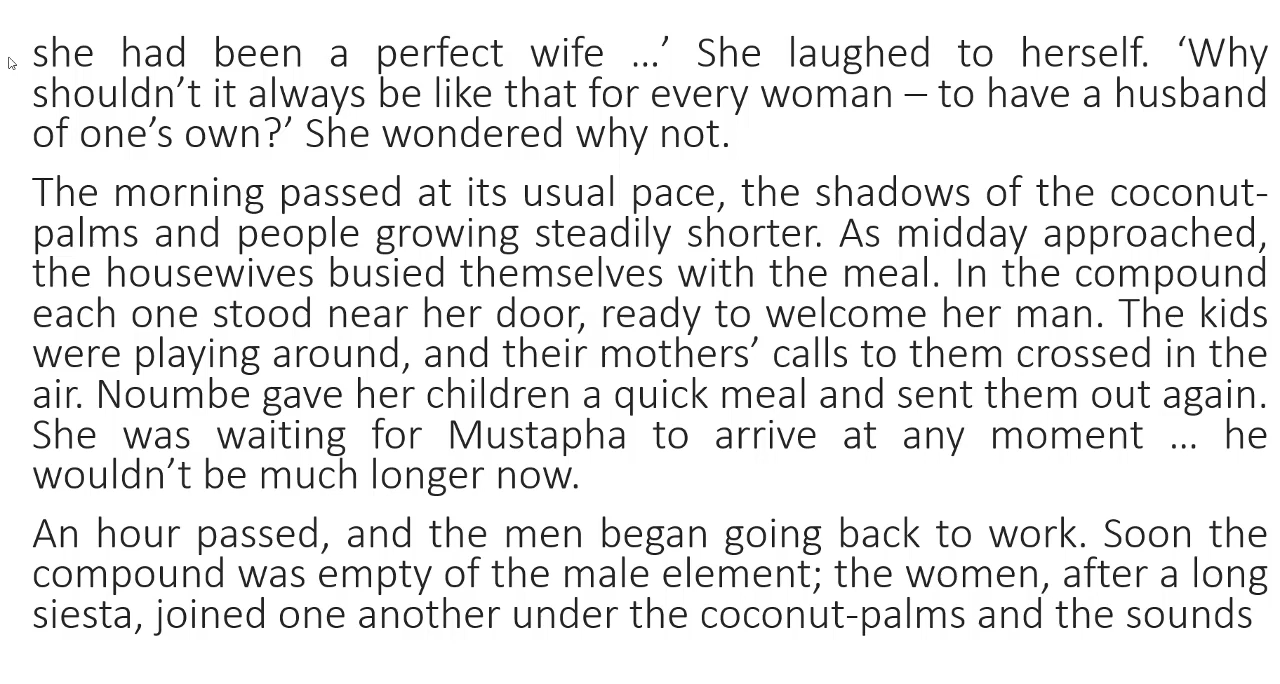 she had been a perfect wife …’ She laughed to herself. ‘Why
shouldn’t it always be like that for every woman – to have a husband
of one’s own?’ She wondered why not.
The morning passed at its usual pace, the shadows of the coconut-
palms and people growing steadily shorter. As midday approached,
the housewives busied themselves with the meal. In the compound
each one stood near her door, ready to welcome her man. The kids
were playing around, and their mothers’ calls to them crossed in the
air. Noumbe gave her children a quick meal and sent them out again.
She was waiting for Mustapha to arrive at any moment … he
wouldn’t be much longer now.
An hour passed, and the men began going back to work. Soon the
compound was empty of the male element; the women, after a long
siesta, joined one another under the coconut-palms and the sounds